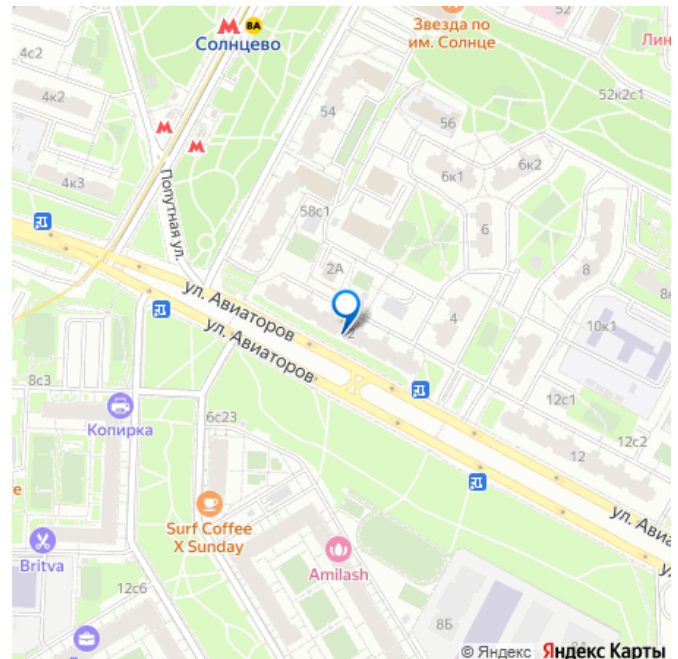 8А
Солнцево
Звезда по
им. Солнце
Лин
4с2
4к2
52к2с1
54
56
6к1
6к2
4к3
Попутная ул.
58с1
6
2А
8
8к
ул. Авиаторов
2
4
10к1
ул. Авиаторов
8с3
12с1
Копирка
6с23
12с2
12
е
Surf Coffee
X Sunday
ул. Авиа
у
Britva
Amilash
12с6
8Б
© Яндекс Яндекс Карты